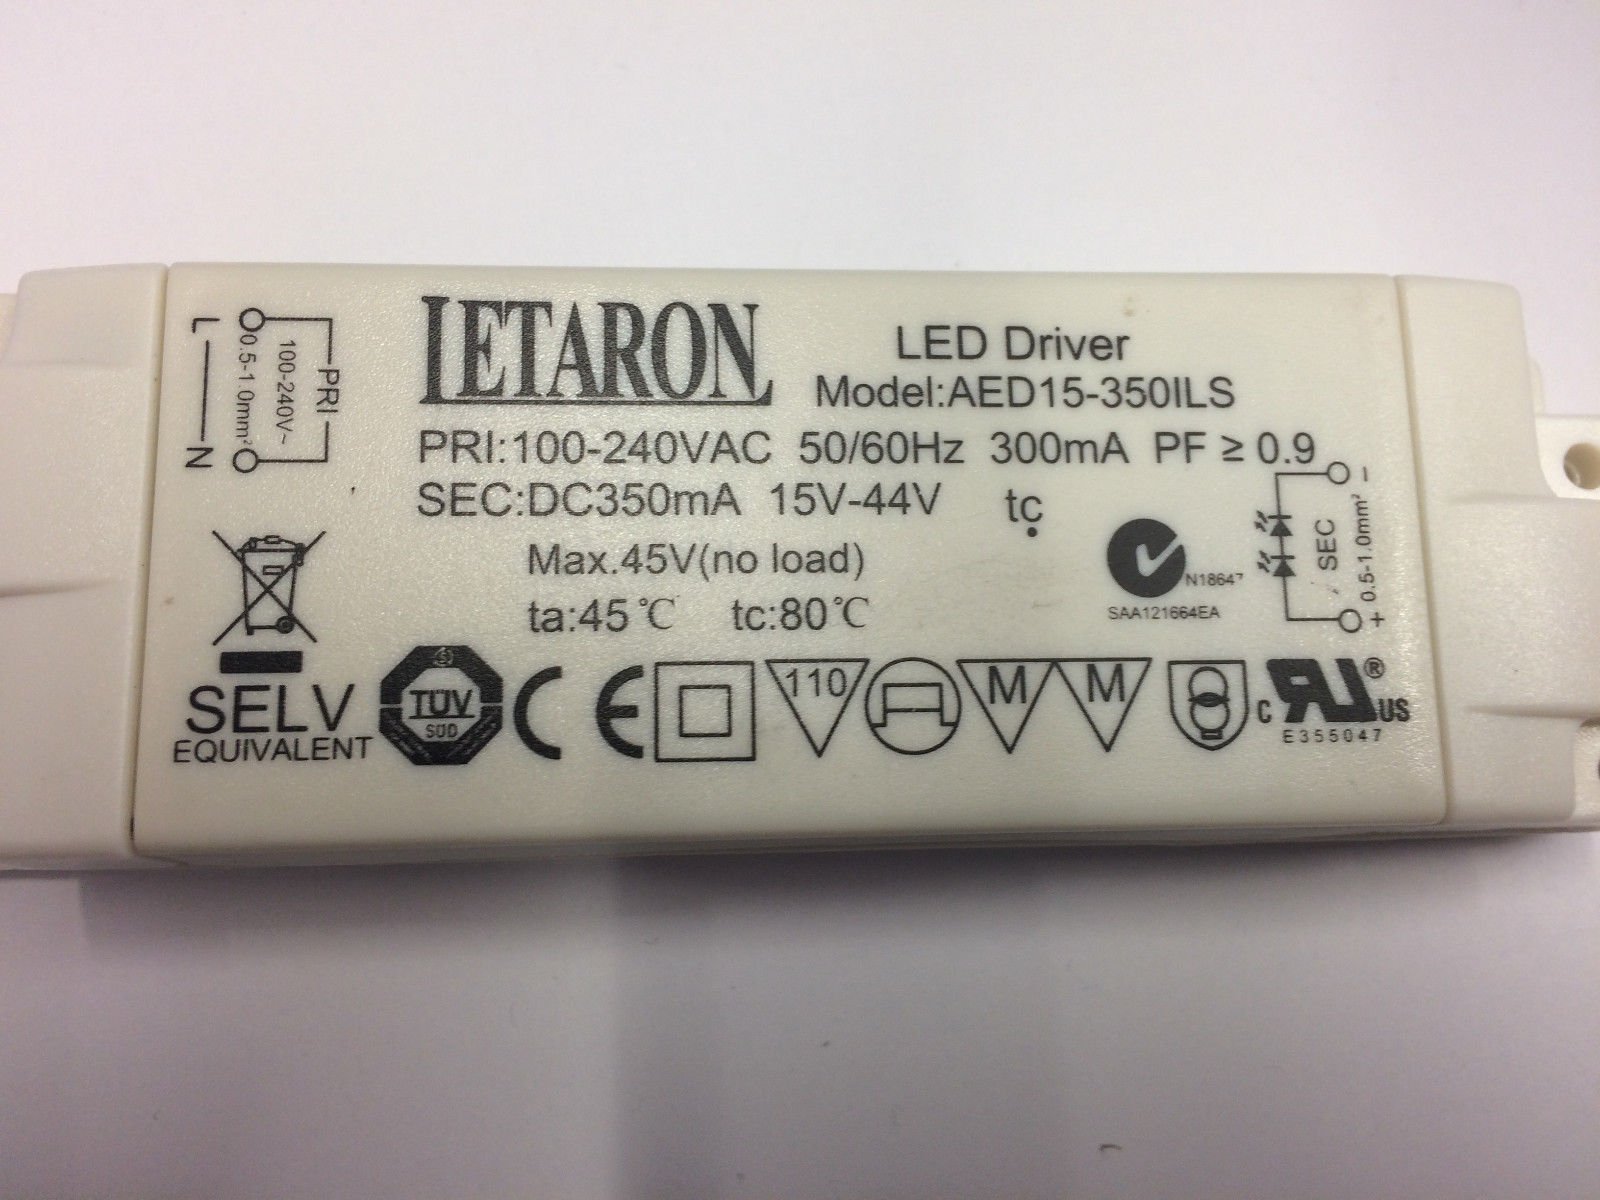 LETARON
LED Driver
Model:AED15-350ILS
PRI:100-240VAC 50/60Hz 300mA PF ≥ 0.9
SEC:DC350mA 15V-44V tc
Max.45V(no load)
ta:45℃ tc:80℃
L
N
0.5-1.0mm²
100-240V~
PRI
N18647
SAA121664EA
SEC
0.5-1.0mm²
-
+
SELV
EQUIVALENT
TÜV
SÜD
CE
110
M
M
C RU® US
E355047